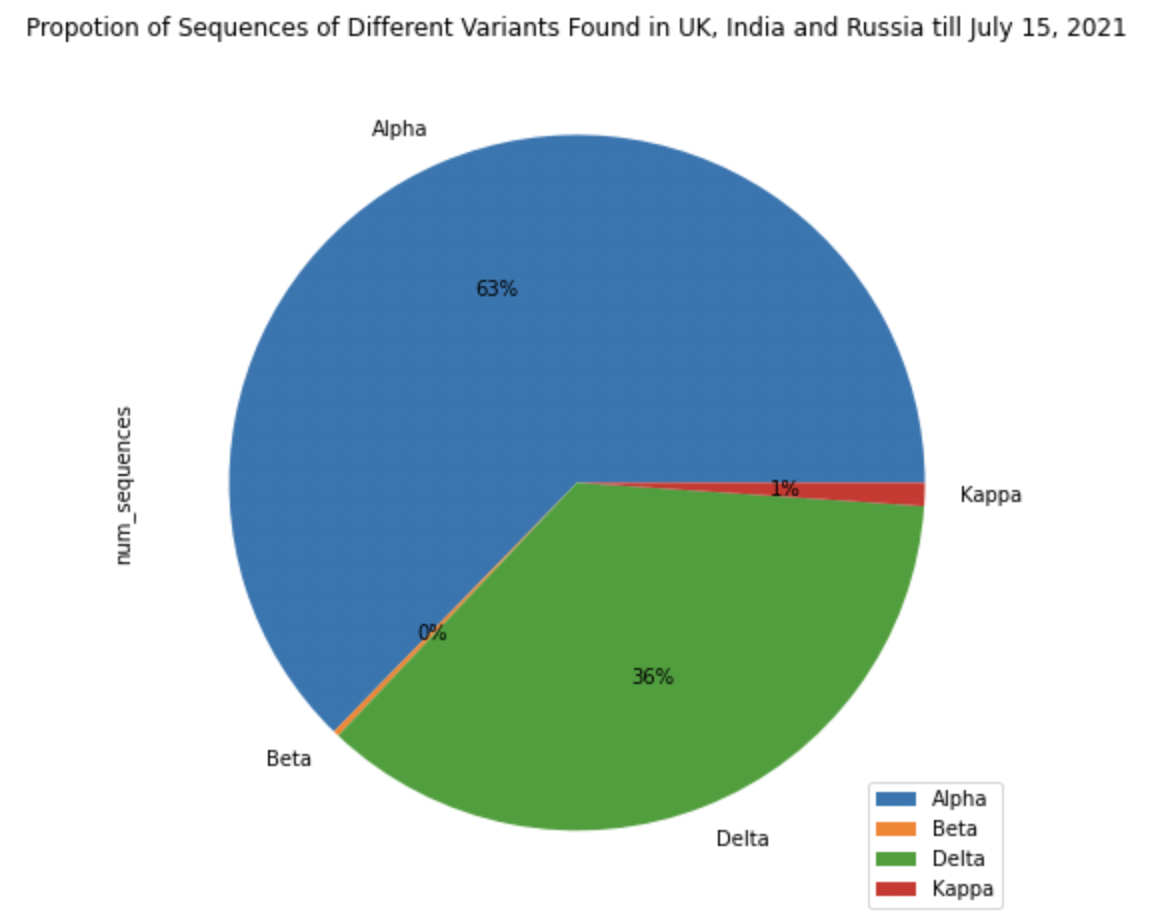 Propotion of Sequences of Different Variants Found in UK, India and Russia till July 15, 2021
Alpha
63%
num_sequences
1%
Kappa
0%
36%
Beta
Delta
Alpha
Beta
Delta
Kappa